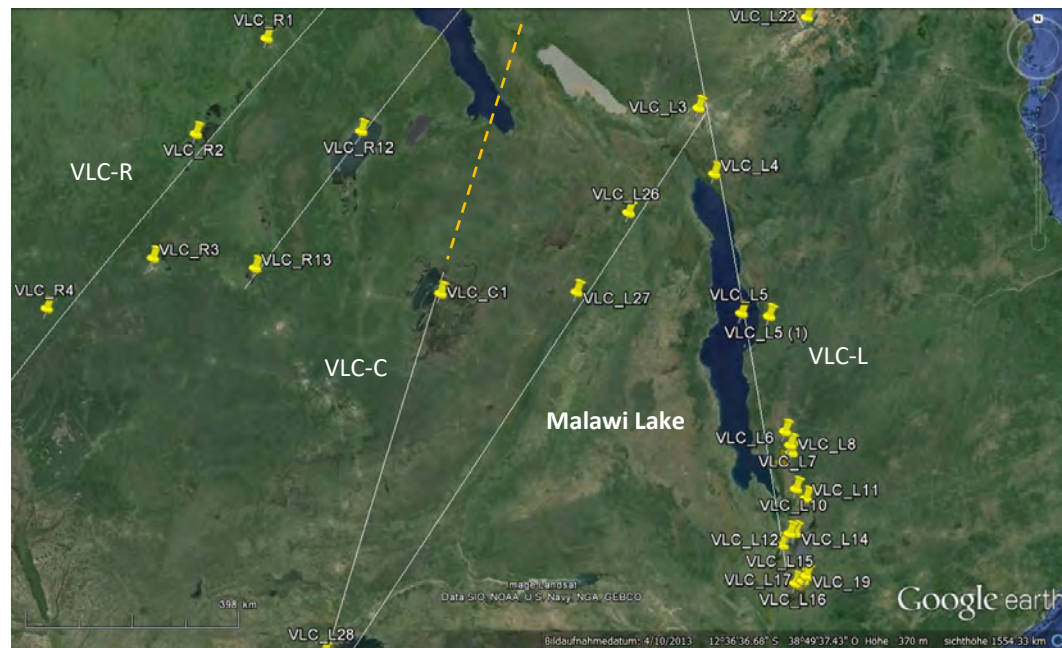 VLC_R1
VLC_L22
VLC_L3
VLC_R2
VLC_R12
VLC-R
VLC_L4
VLC_L26
VLC_R3
VLC_R13
VLC_R4
VLC_C1
VLC_L27
VLC_L5
VLC_L5 (1)
VLC-C
VLC-L
Malawi Lake
VLC_L6
VLC_L8
VLC_L7
VLC_L11
VLC_L10
VLC_L12
VLC_L14
VLC_L15
VLC_L17
VLC_19
VLC_L16
Image Landsat
Data SIO, NOAA, U.S. Navy, NGA, GEBCO
398 km
Google earth
VLC_L28
Bildaufnahmedatum: 4/10/2013 12°36'36.68" S 38°49'37.43" O Höhe 370 m sichthöhe 1554.33 km
N